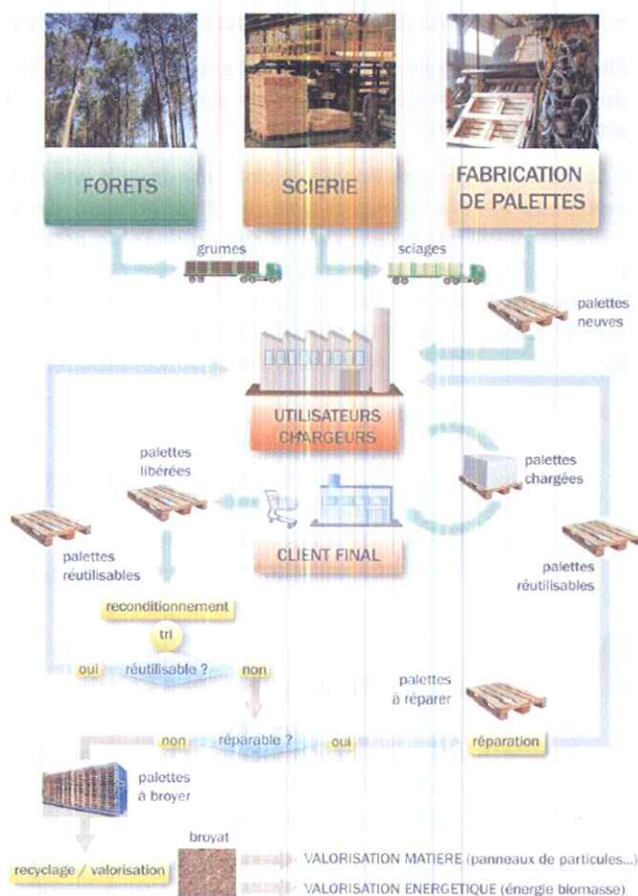 FORETS
SCIERIE
FABRICATION
DE PALETTES
grumes
sciages
palettes
neuves
UTILISATEURS
CHARGEURS
palettes
libérées
palettes
chargées
CLIENT FINAL
palettes
réutilisables
palettes
réutilisables
reconditionnement
tri
oui
réutilisable ?
non
palettes
à réparer
non
réparable ?
oui
réparation
palettes
à broyer
broyat
recyclage / valorisation
VALORISATION MATIERE (panneaux de particules...)
VALORISATION ENERGETIQUE (énergie biomasse)